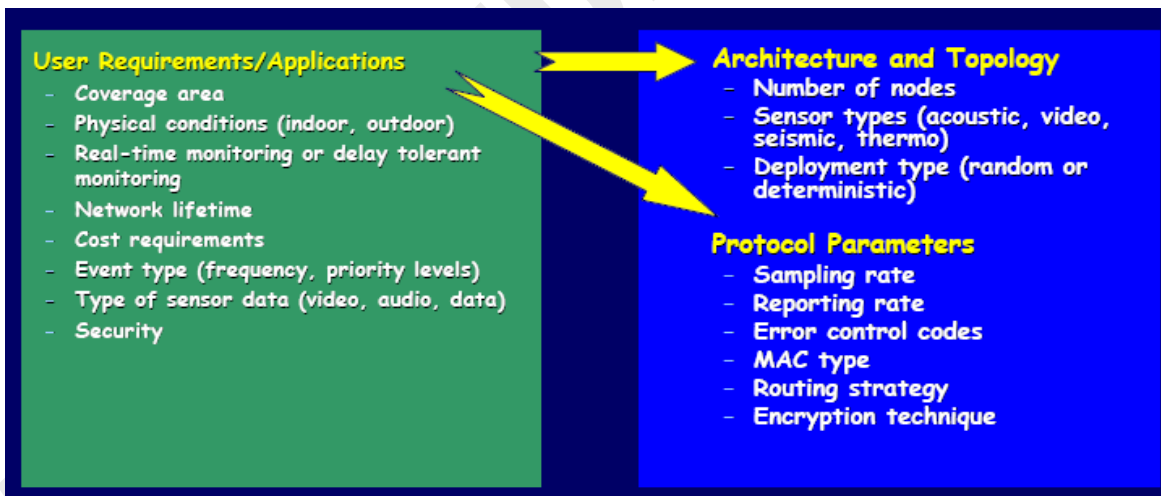 User Requirements/Applications
- Coverage area
- Physical conditions (indoor, outdoor)
- Real-time monitoring or delay tolerant
monitoring
- Network lifetime
- Cost requirements
- Event type (frequency, priority levels)
- Type of sensor data (video, audio, data)
- Security
Architecture and Topology
- Number of nodes
- Sensor types (acoustic, video,
seismic, thermo)
- Deployment type (random or
deterministic)
Protocol Parameters
- Sampling rate
- Reporting rate
- Error control codes
- MAC type
- Routing strategy
- Encryption technique